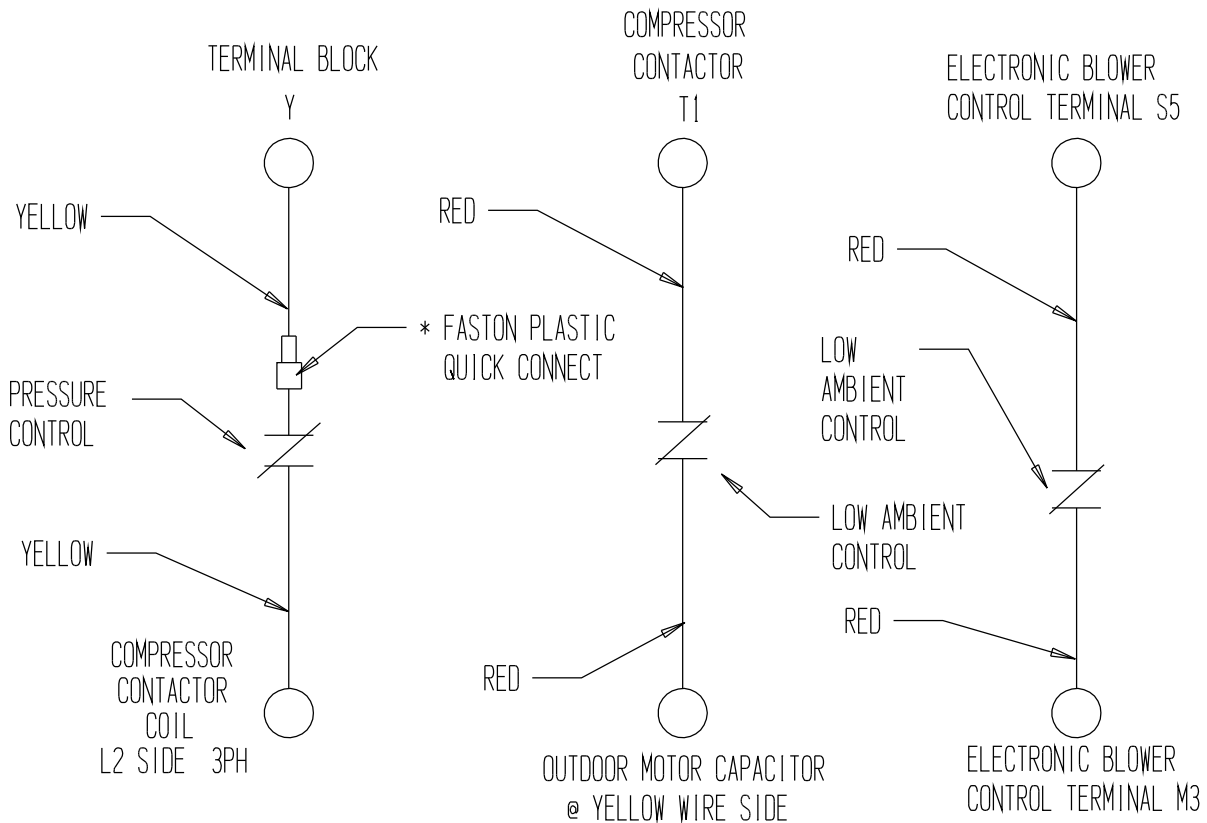 TERMINAL BLOCK
Y
YELLOW
* FASTON PLASTIC
QUICK CONNECT
PRESSURE
CONTROL
YELLOW
COMPRESSOR
CONTACTOR
COIL
L2 SIDE 3PH
COMPRESSOR
CONTACTOR
T1
RED
LOW AMBIENT
CONTROL
RED
OUTDOOR MOTOR CAPACITOR
@ YELLOW WIRE SIDE
ELECTRONIC BLOWER
CONTROL TERMINAL S5
RED
LOW
AMBIENT
CONTROL
RED
ELECTRONIC BLOWER
CONTROL TERMINAL M3